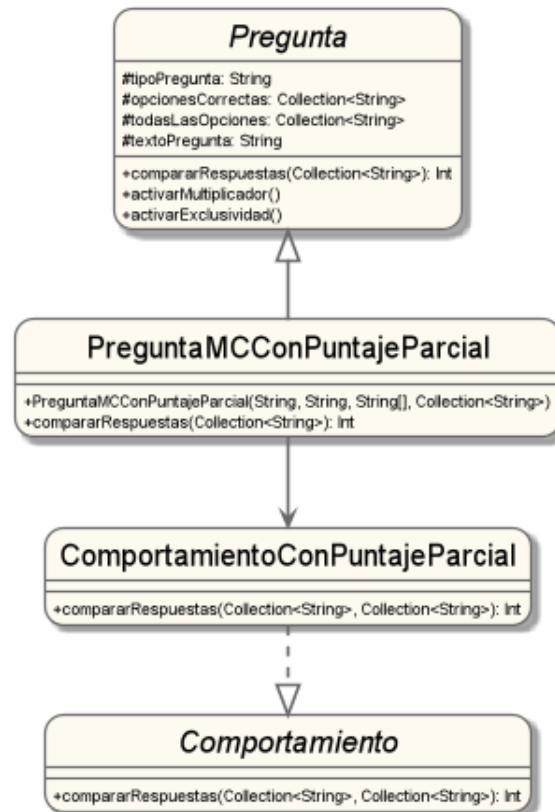 Pregunta
#tipoPregunta: String
#opcionesCorrectas: Collection<String>
#todasLasOpciones: Collection<String>
#textoPregunta: String
+compararRespuestas(Collection<String>): Int
+activarMultiplicador()
+activarExclusividad()
PreguntaMCConPuntajeParcial
+PreguntaMCConPuntajeParcial(String, String, String[], Collection<String>)
+compararRespuestas(Collection<String>): Int
ComportamientoConPuntajeParcial
+compararRespuestas(Collection<String>, Collection<String>): Int
Comportamiento
+compararRespuestas(Collection<String>, Collection<String>): Int